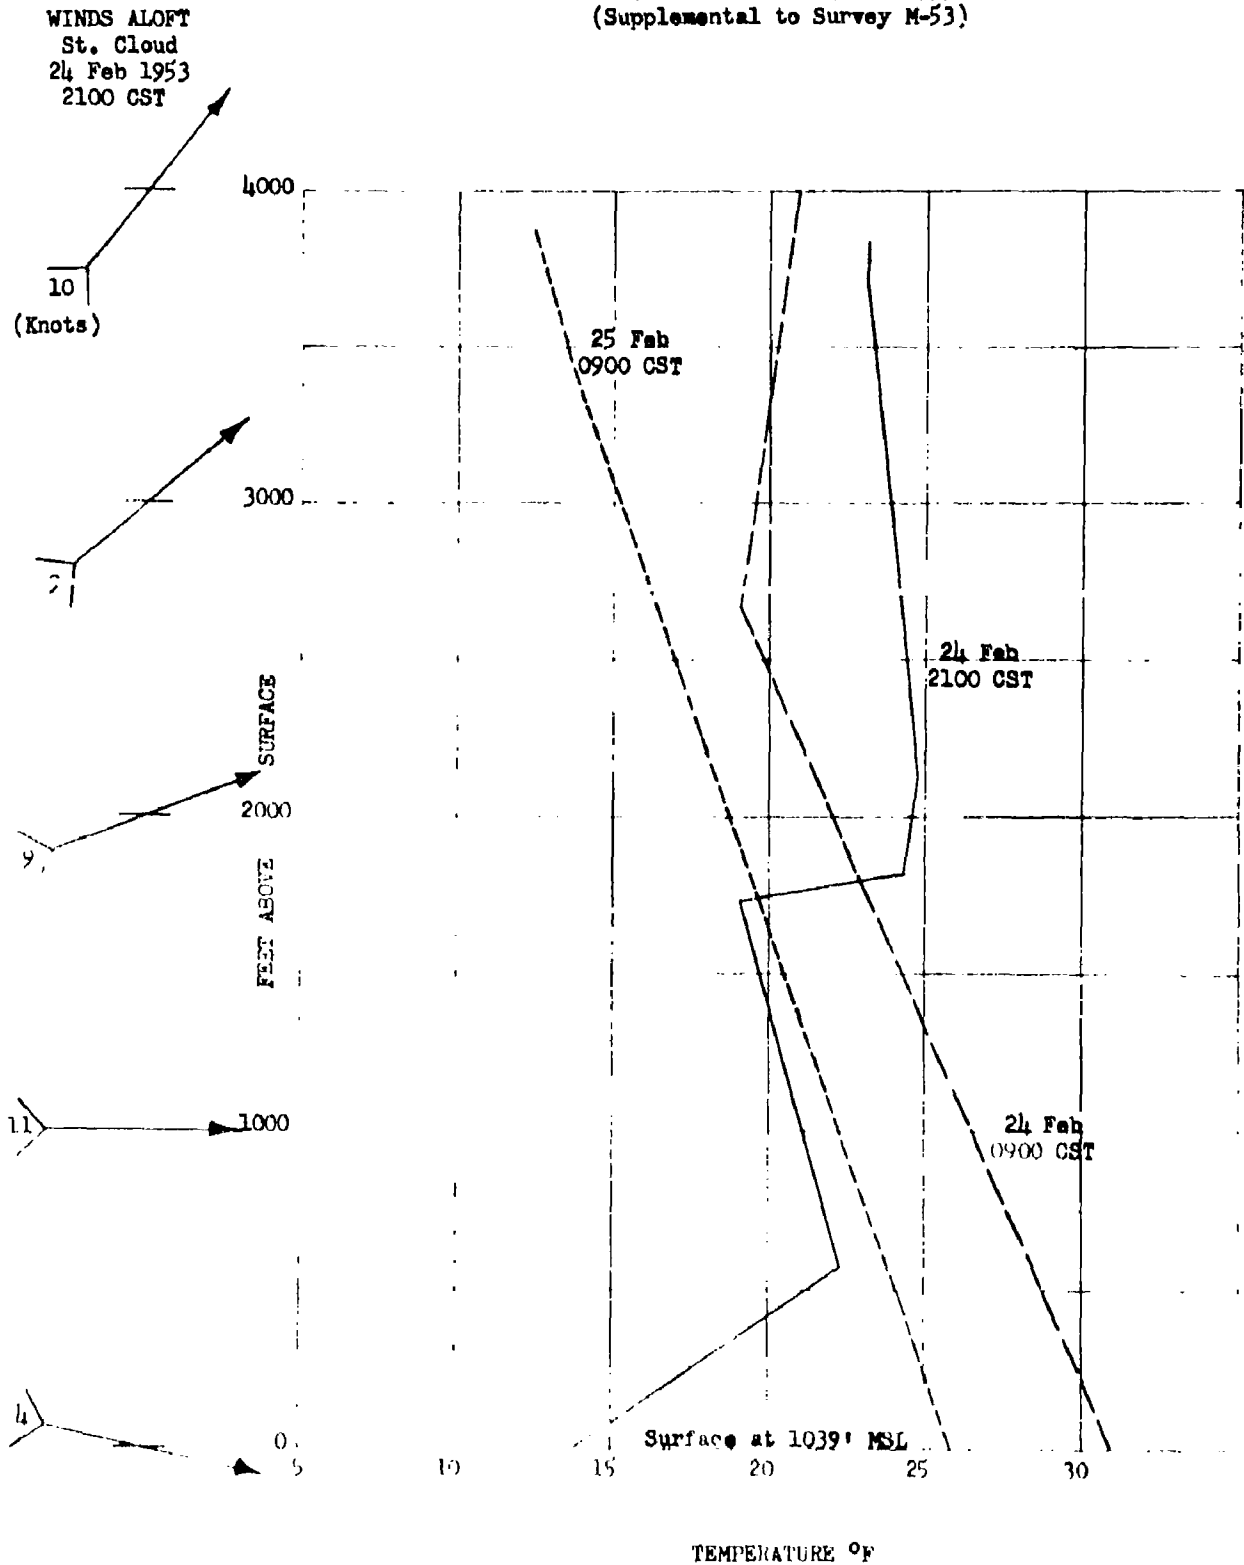 (Supplemental to Survey M-53)
WINDS ALOFT
St. Cloud
24 Feb 1953
2100 CST
4000
10
(Knots)
25 Feb
0900 CST
3000
24 Feb
2100 CST
FEET ABOVE SURFACE
2000
9
11
1000
24 Feb
0900 CST
4
0
Surface at 1039' MSL
5
10
15
20
25
30
TEMPERATURE °F